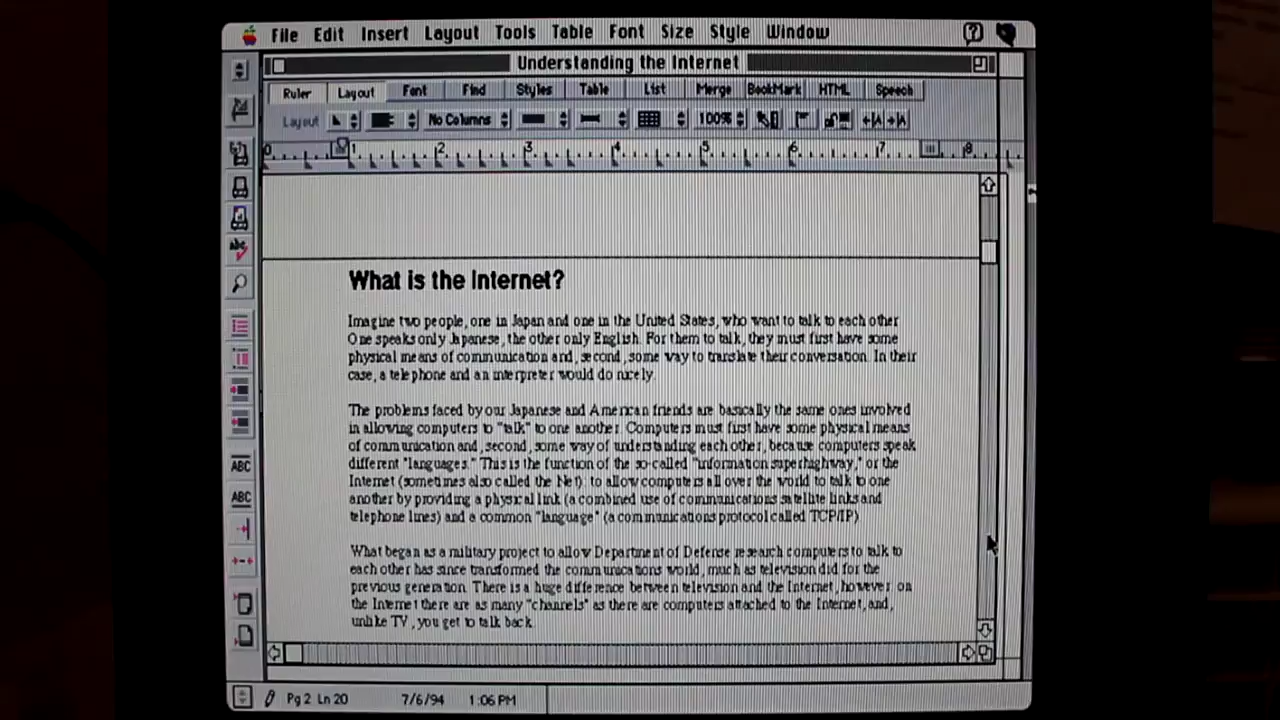 File Edit Insert Layout Tools Table Font Size Style Window
Understanding the Internet
Ruler Layout Font Find Styles Table List Merge BookMark HTML Speech
Layout No Columns 100%
0 1 2 3 4 5 6 7 8
What is the Internet?
Imagine two people, one in Japan and one in the United States, who want to talk to each other
One speaks only Japanese, the other only English. For them to talk, they must first have some
physical means of communication and, second, some way to translate their conversation. In their
case, a telephone and an interpreter would do nicely.
The problems faced by our Japanese and American friends are basically the same ones involved
in allowing computers to "talk" to one another. Computers must first have some physical means
of communication and, second, some way of understanding each other, because computers speak
different "languages." This is the function of the so-called "information superhighway," or the
Internet (sometimes also called the Net): to allow computers all over the world to talk to one
another by providing a physical link (a combined use of communications satellite links and
telephone lines) and a common "language" (a communications protocol called TCP/IP)
What began as a military project to allow Department of Defense research computers to talk to
each other has since transformed the communications world, much as television did for the
previous generation. There is a huge difference between television and the Internet, however: on
the Internet there are as many "channels" as there are computers attached to the Internet, and,
unlike TV, you get to talk back.
abc
ABC
ABC
Pg 2 Ln 20 7/6/94 1:06 PM